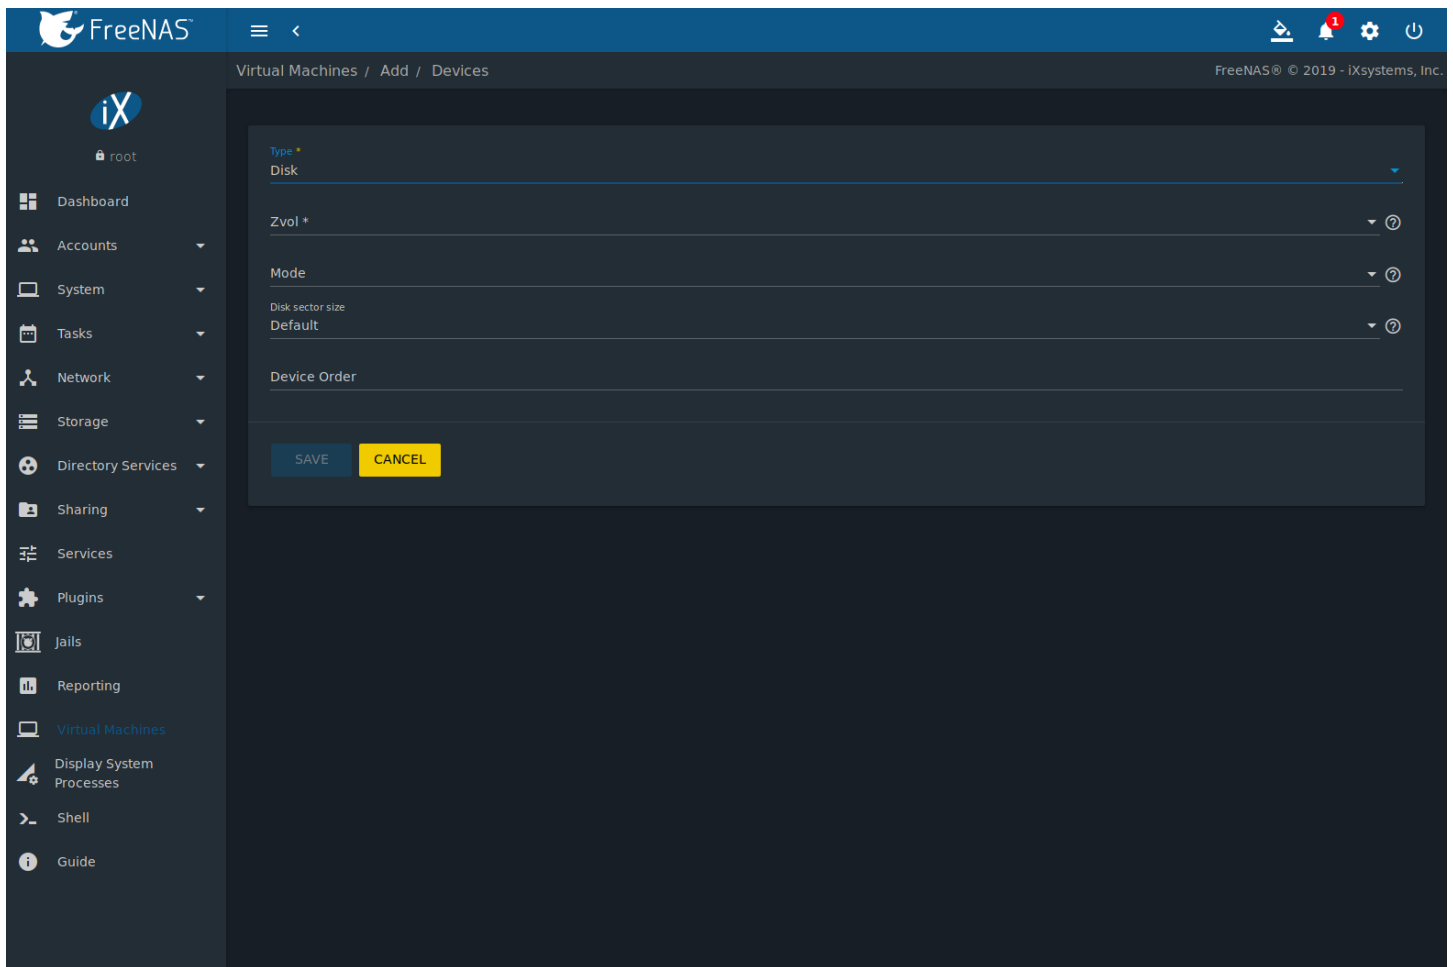 FreeNAS™
1
Virtual Machines / Add / Devices
FreeNAS® © 2019 - iXsystems, Inc.
iX
root
Dashboard
Accounts
System
Tasks
Network
Storage
Directory Services
Sharing
Services
Plugins
Jails
Reporting
Virtual Machines
Display System
Processes
Shell
Guide
Type *
Disk
Zvol *
Mode
Disk sector size
Default
Device Order
SAVE CANCEL